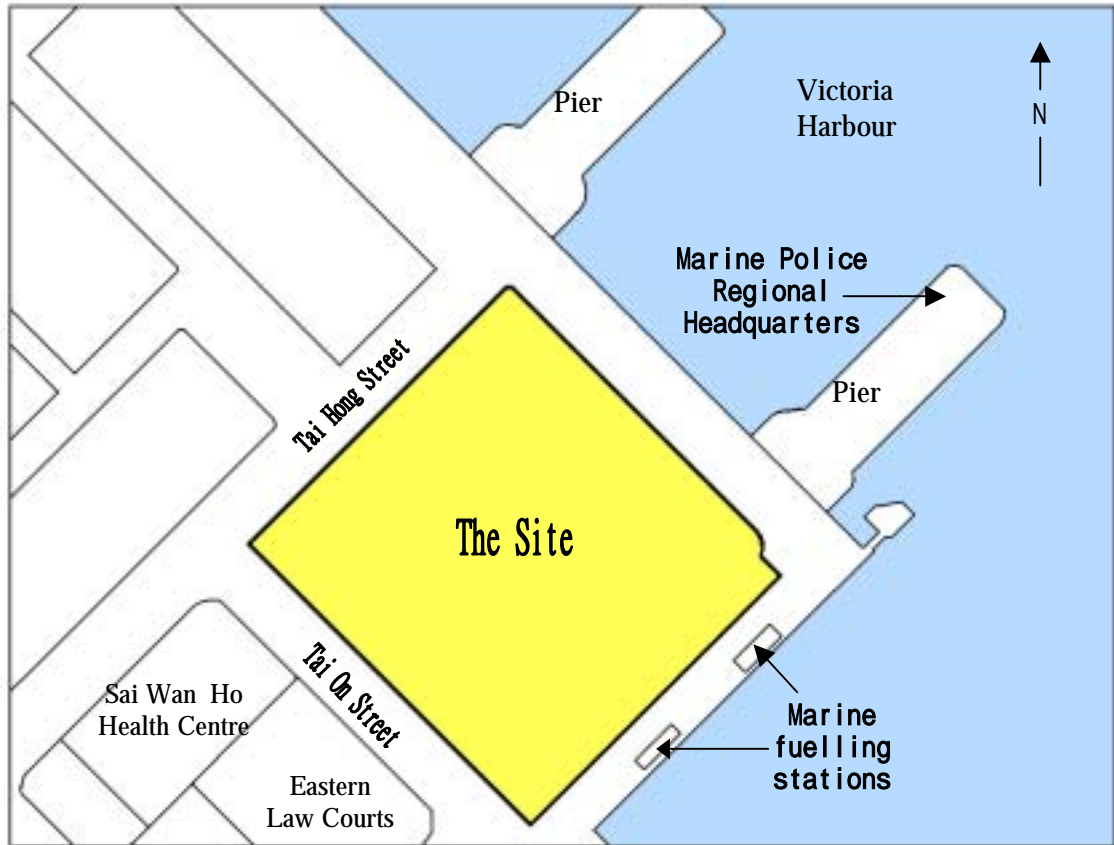 Pier
Victoria
Harbour
N
Marine Police
Regional
Headquarters
Pier
Tai Hong Street
The Site
Tai On Street
Sai Wan Ho
Health Centre
Eastern
Law Courts
Marine
fuelling
stations